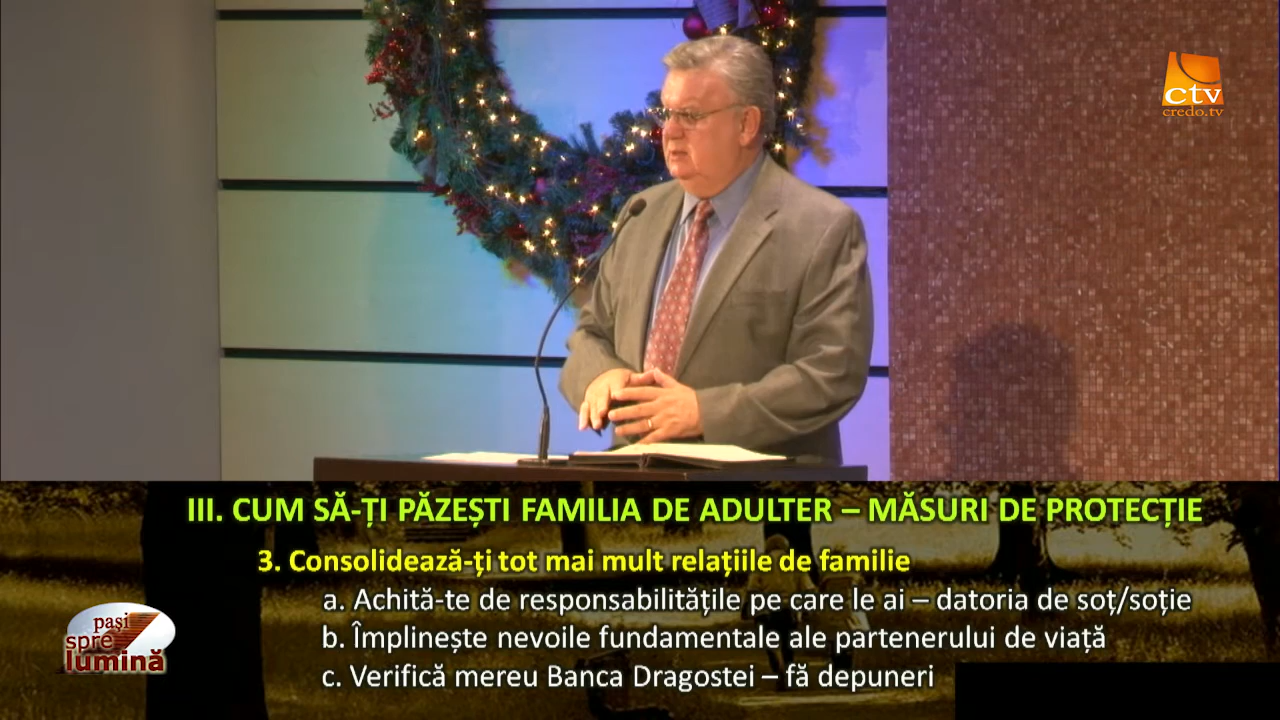 ctv
credo.tv
III. CUM SĂ-ȚI PĂZEȘTI FAMILIA DE ADULTER – MĂSURI DE PROTECȚIE
3. Consolidează-ți tot mai mult relațiile de familie
a. Achită-te de responsabilitățile pe care le ai – datoria de soț/soție
b. Împlinește nevoile fundamentale ale partenerului de viață
c. Verifică mereu Banca Dragostei – fă depuneri
paşi
spre
lumină